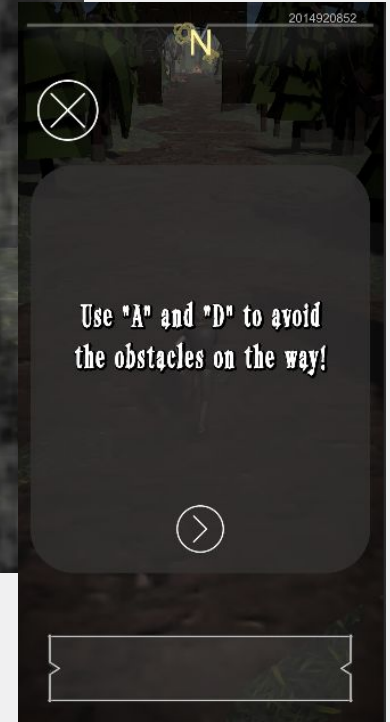 2014920852
N
Use "A" and "D" to avoid
the obstacles on the way!